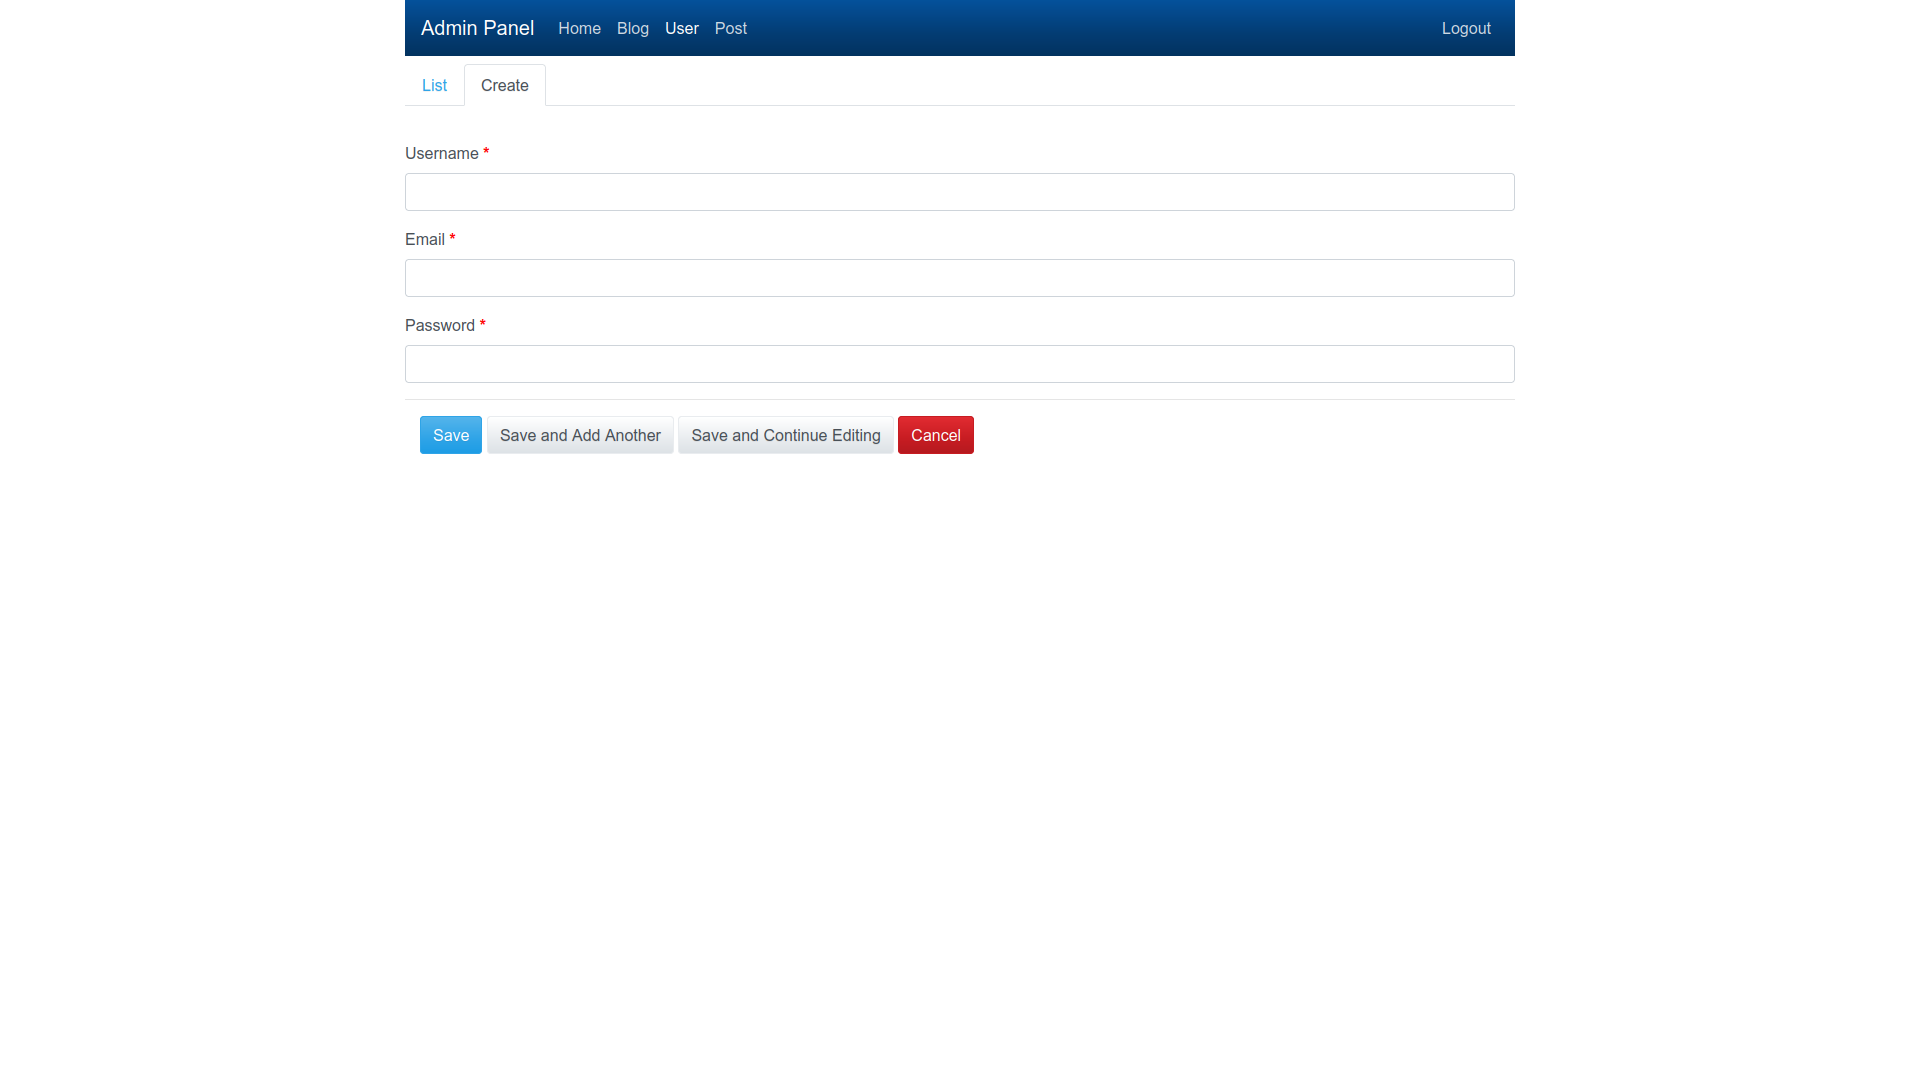 Admin Panel Home Blog User Post Logout
List Create
Username *
Email *
Password *
Save Save and Add Another Save and Continue Editing Cancel